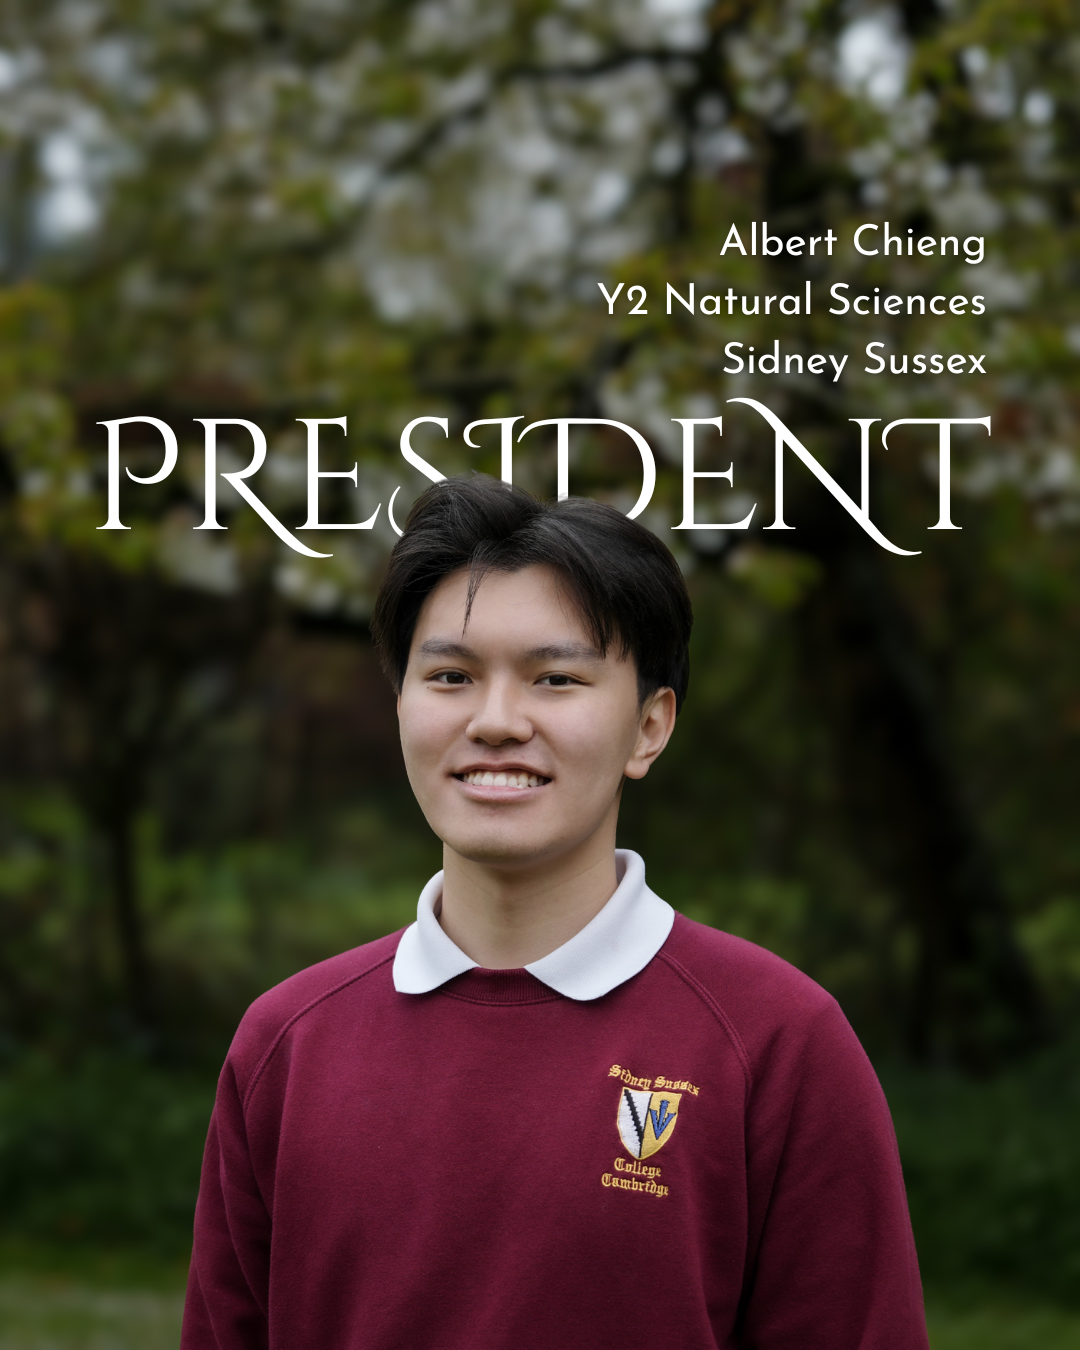 Albert Chieng
Y2 Natural Sciences
Sidney Sussex
PRESIDENT
Sidney Sussex
College
Cambridge